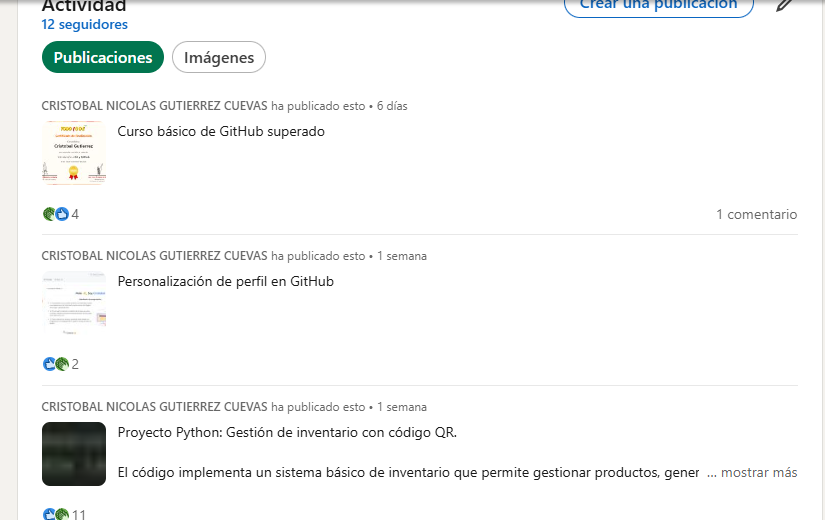 Actividad
Crear una publicación
12 seguidores
Publicaciones
Imágenes
CRISTOBAL NICOLAS GUTIERREZ CUEVAS ha publicado esto • 6 días
Cristobal Gutierrez
Curso básico de GitHub superado
4
1 comentario
CRISTOBAL NICOLAS GUTIERREZ CUEVAS ha publicado esto • 1 semana
Personalización de perfil en GitHub
2
CRISTOBAL NICOLAS GUTIERREZ CUEVAS ha publicado esto • 1 semana
Proyecto Python: Gestión de inventario con código QR.
El código implementa un sistema básico de inventario que permite gestionar productos, gener ... mostrar más
11